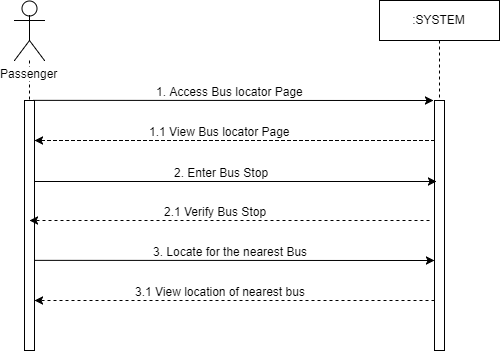 :SYSTEM
Passenger
1. Access Bus locator Page
1.1 View Bus locator Page
2. Enter Bus Stop
2.1 Verify Bus Stop
3. Locate for the nearest Bus
3.1 View location of nearest bus